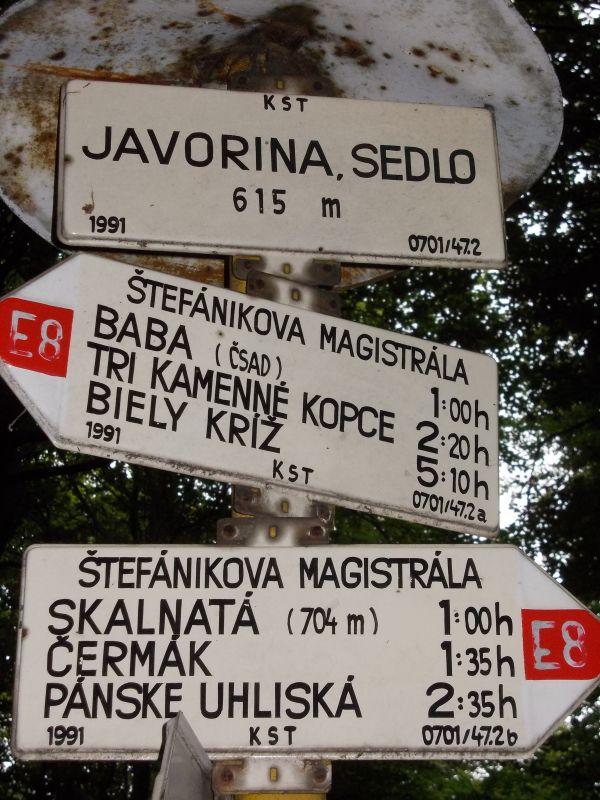 KST
JAVORINA, SEDLO
615 m
1991 0701/47.2
ŠTEFÁNIKOVA MAGISTRÁLA
E8
BABA (ČSAD) 1:00h
TRI KAMENNÉ KOPCE 2:20h
BIELY KRÍŽ 5:10h
1991 KST 0701/47.2a
ŠTEFÁNIKOVA MAGISTRÁLA
SKALNATÁ (704 m) 1:00h
E8
ČERMÁK 1:35h
PÁNSKE UHLISKÁ 2:35h
1991 KST 0701/47.2b